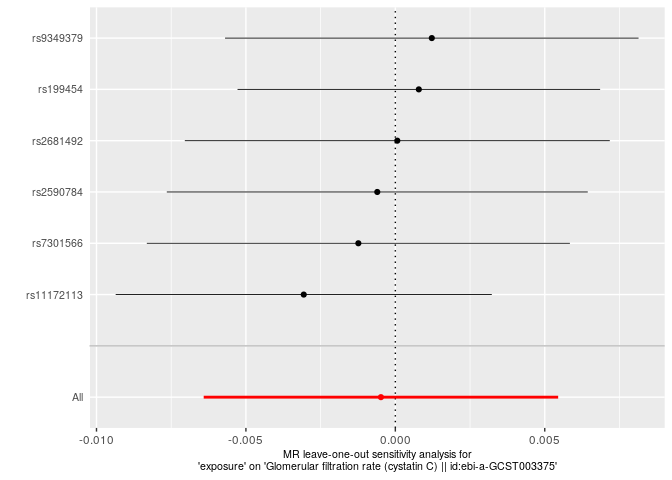 rs9349379
rs199454
rs2681492
rs2590784
rs7301566
rs11172113
All
-0.010 -0.005 0.000 0.005
MR leave-one-out sensitivity analysis for
'exposure' on 'Glomerular filtration rate (cystatin C) || id:ebi-a-GCST003375'